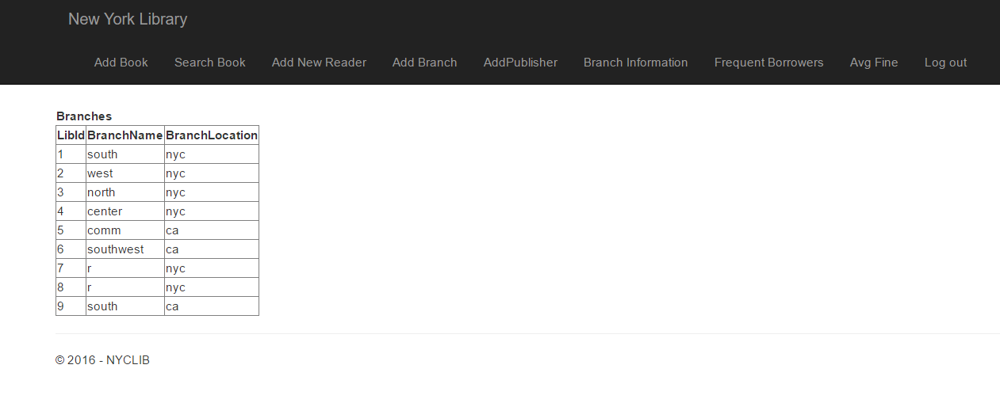 New York Library
Add Book Search Book Add New Reader Add Branch AddPublisher Branch Information Frequent Borrowers Avg Fine Log out
Branches
LibId BranchName BranchLocation
1 south nyc
2 west nyc
3 north nyc
4 center nyc
5 comm ca
6 southwest ca
7 r nyc
8 r nyc
9 south ca
© 2016 - NYCLIB